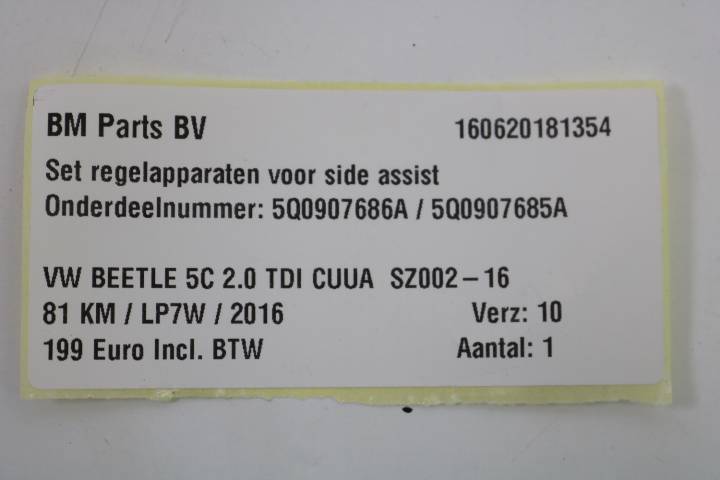 BM Parts BV 160620181354
Set regelapparaten voor side assist
Onderdeelnummer: 5Q0907686A / 5Q0907685A
VW BEETLE 5C 2.0 TDI CUUA SZ002-16
81 KM / LP7W / 2016 Verz: 10
199 Euro Incl. BTW Aantal: 1